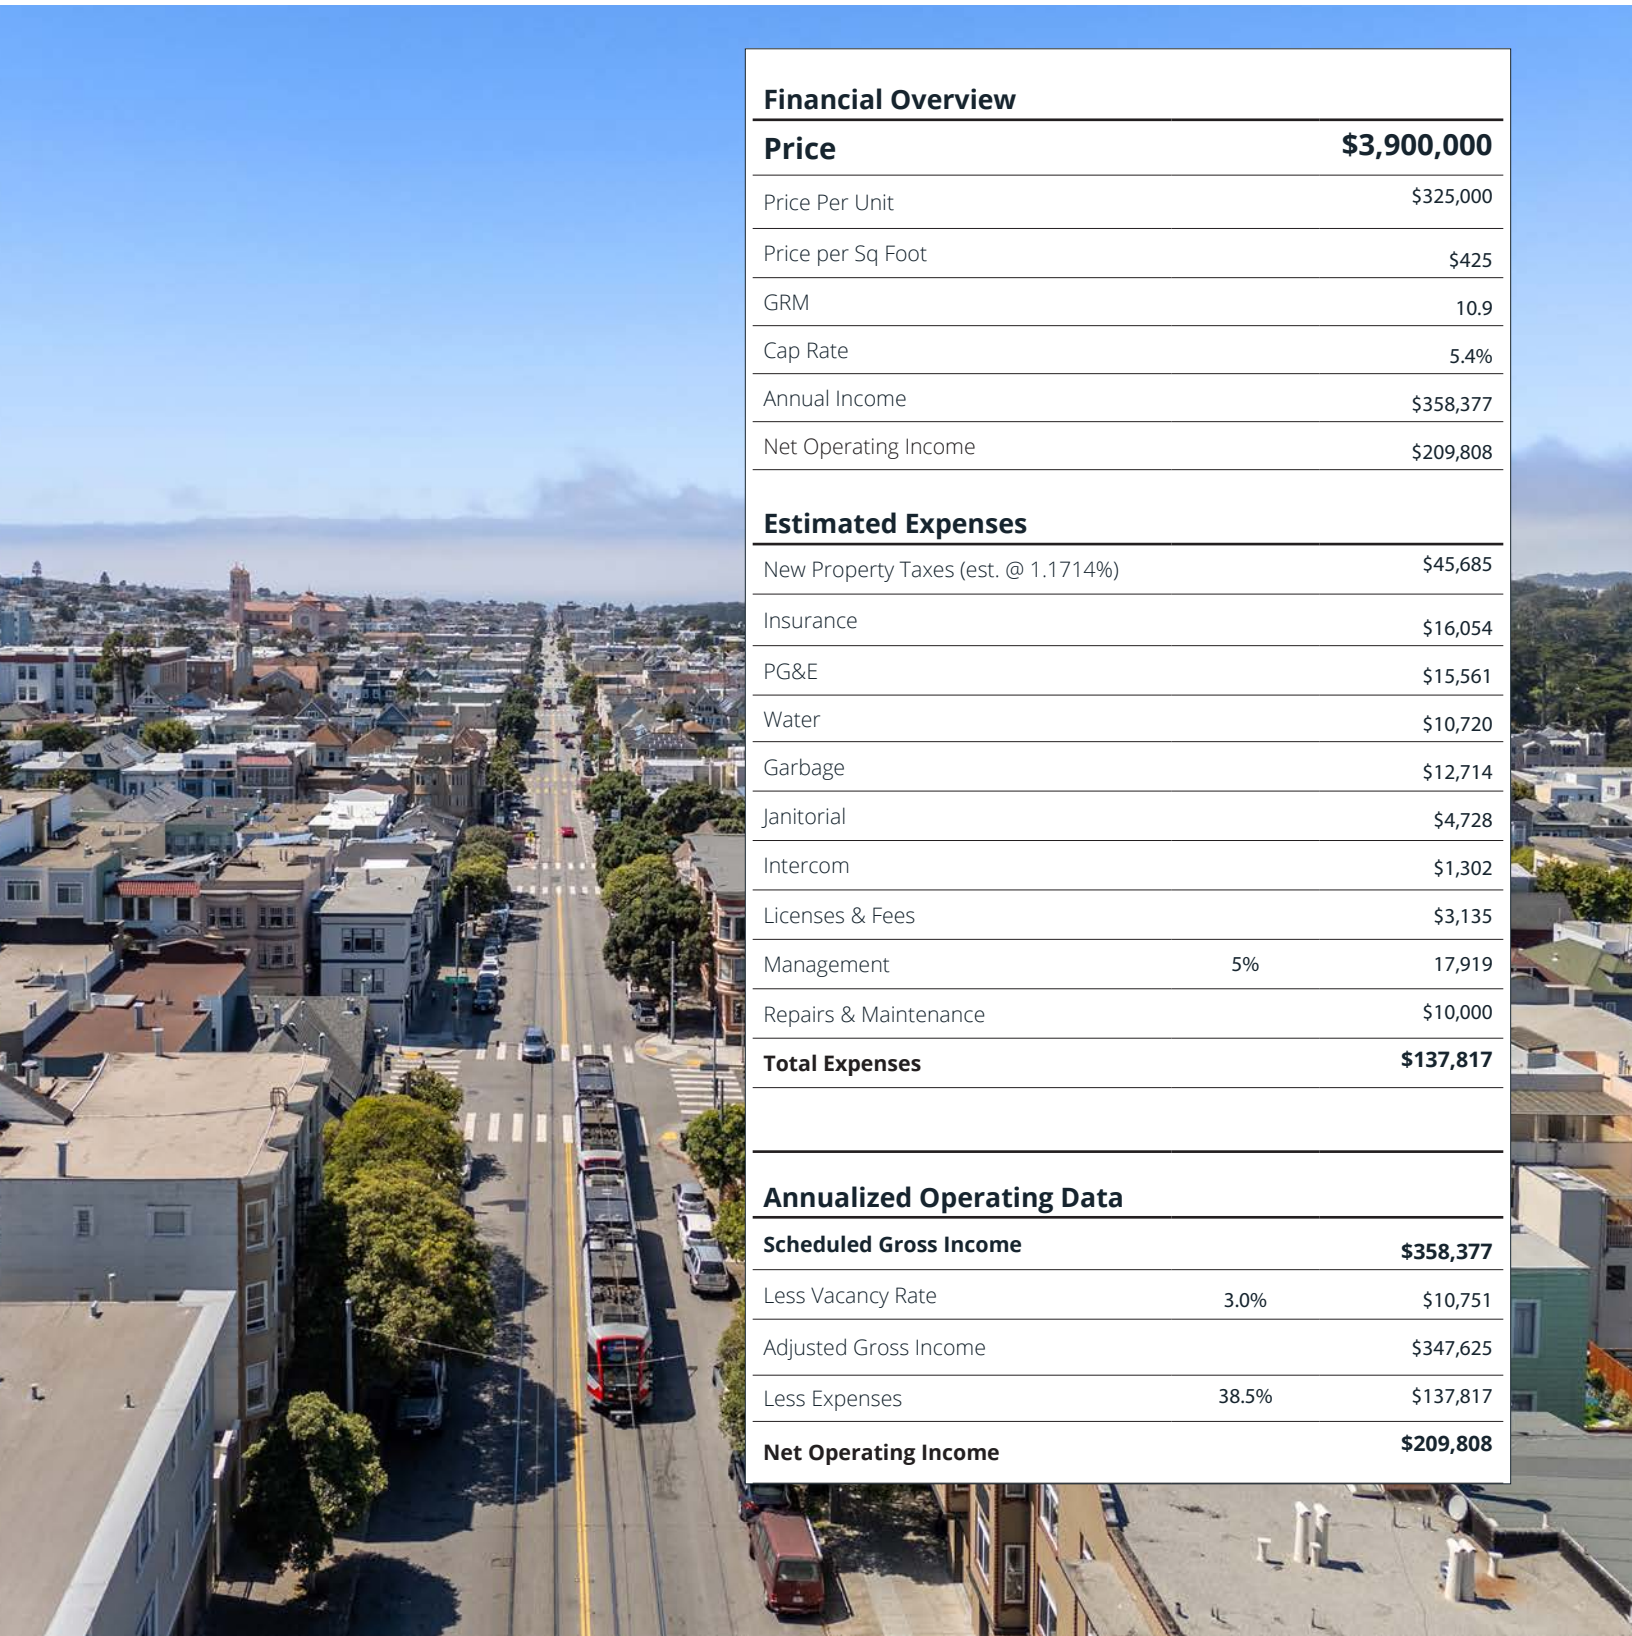 Financial Overview
Price $3,900,000
Price Per Unit $325,000
Price per Sq Foot $425
GRM 10.9
Cap Rate 5.4%
Annual Income $358,377
Net Operating Income $209,808
Estimated Expenses
New Property Taxes (est. @ 1.1714%) $45,685
Insurance $16,054
PG&E $15,561
Water $10,720
Garbage $12,714
Janitorial $4,728
Intercom $1,302
Licenses & Fees $3,135
Management 5% 17,919
Repairs & Maintenance $10,000
Total Expenses $137,817
Annualized Operating Data
Scheduled Gross Income $358,377
Less Vacancy Rate 3.0% $10,751
Adjusted Gross Income $347,625
Less Expenses 38.5% $137,817
Net Operating Income $209,808